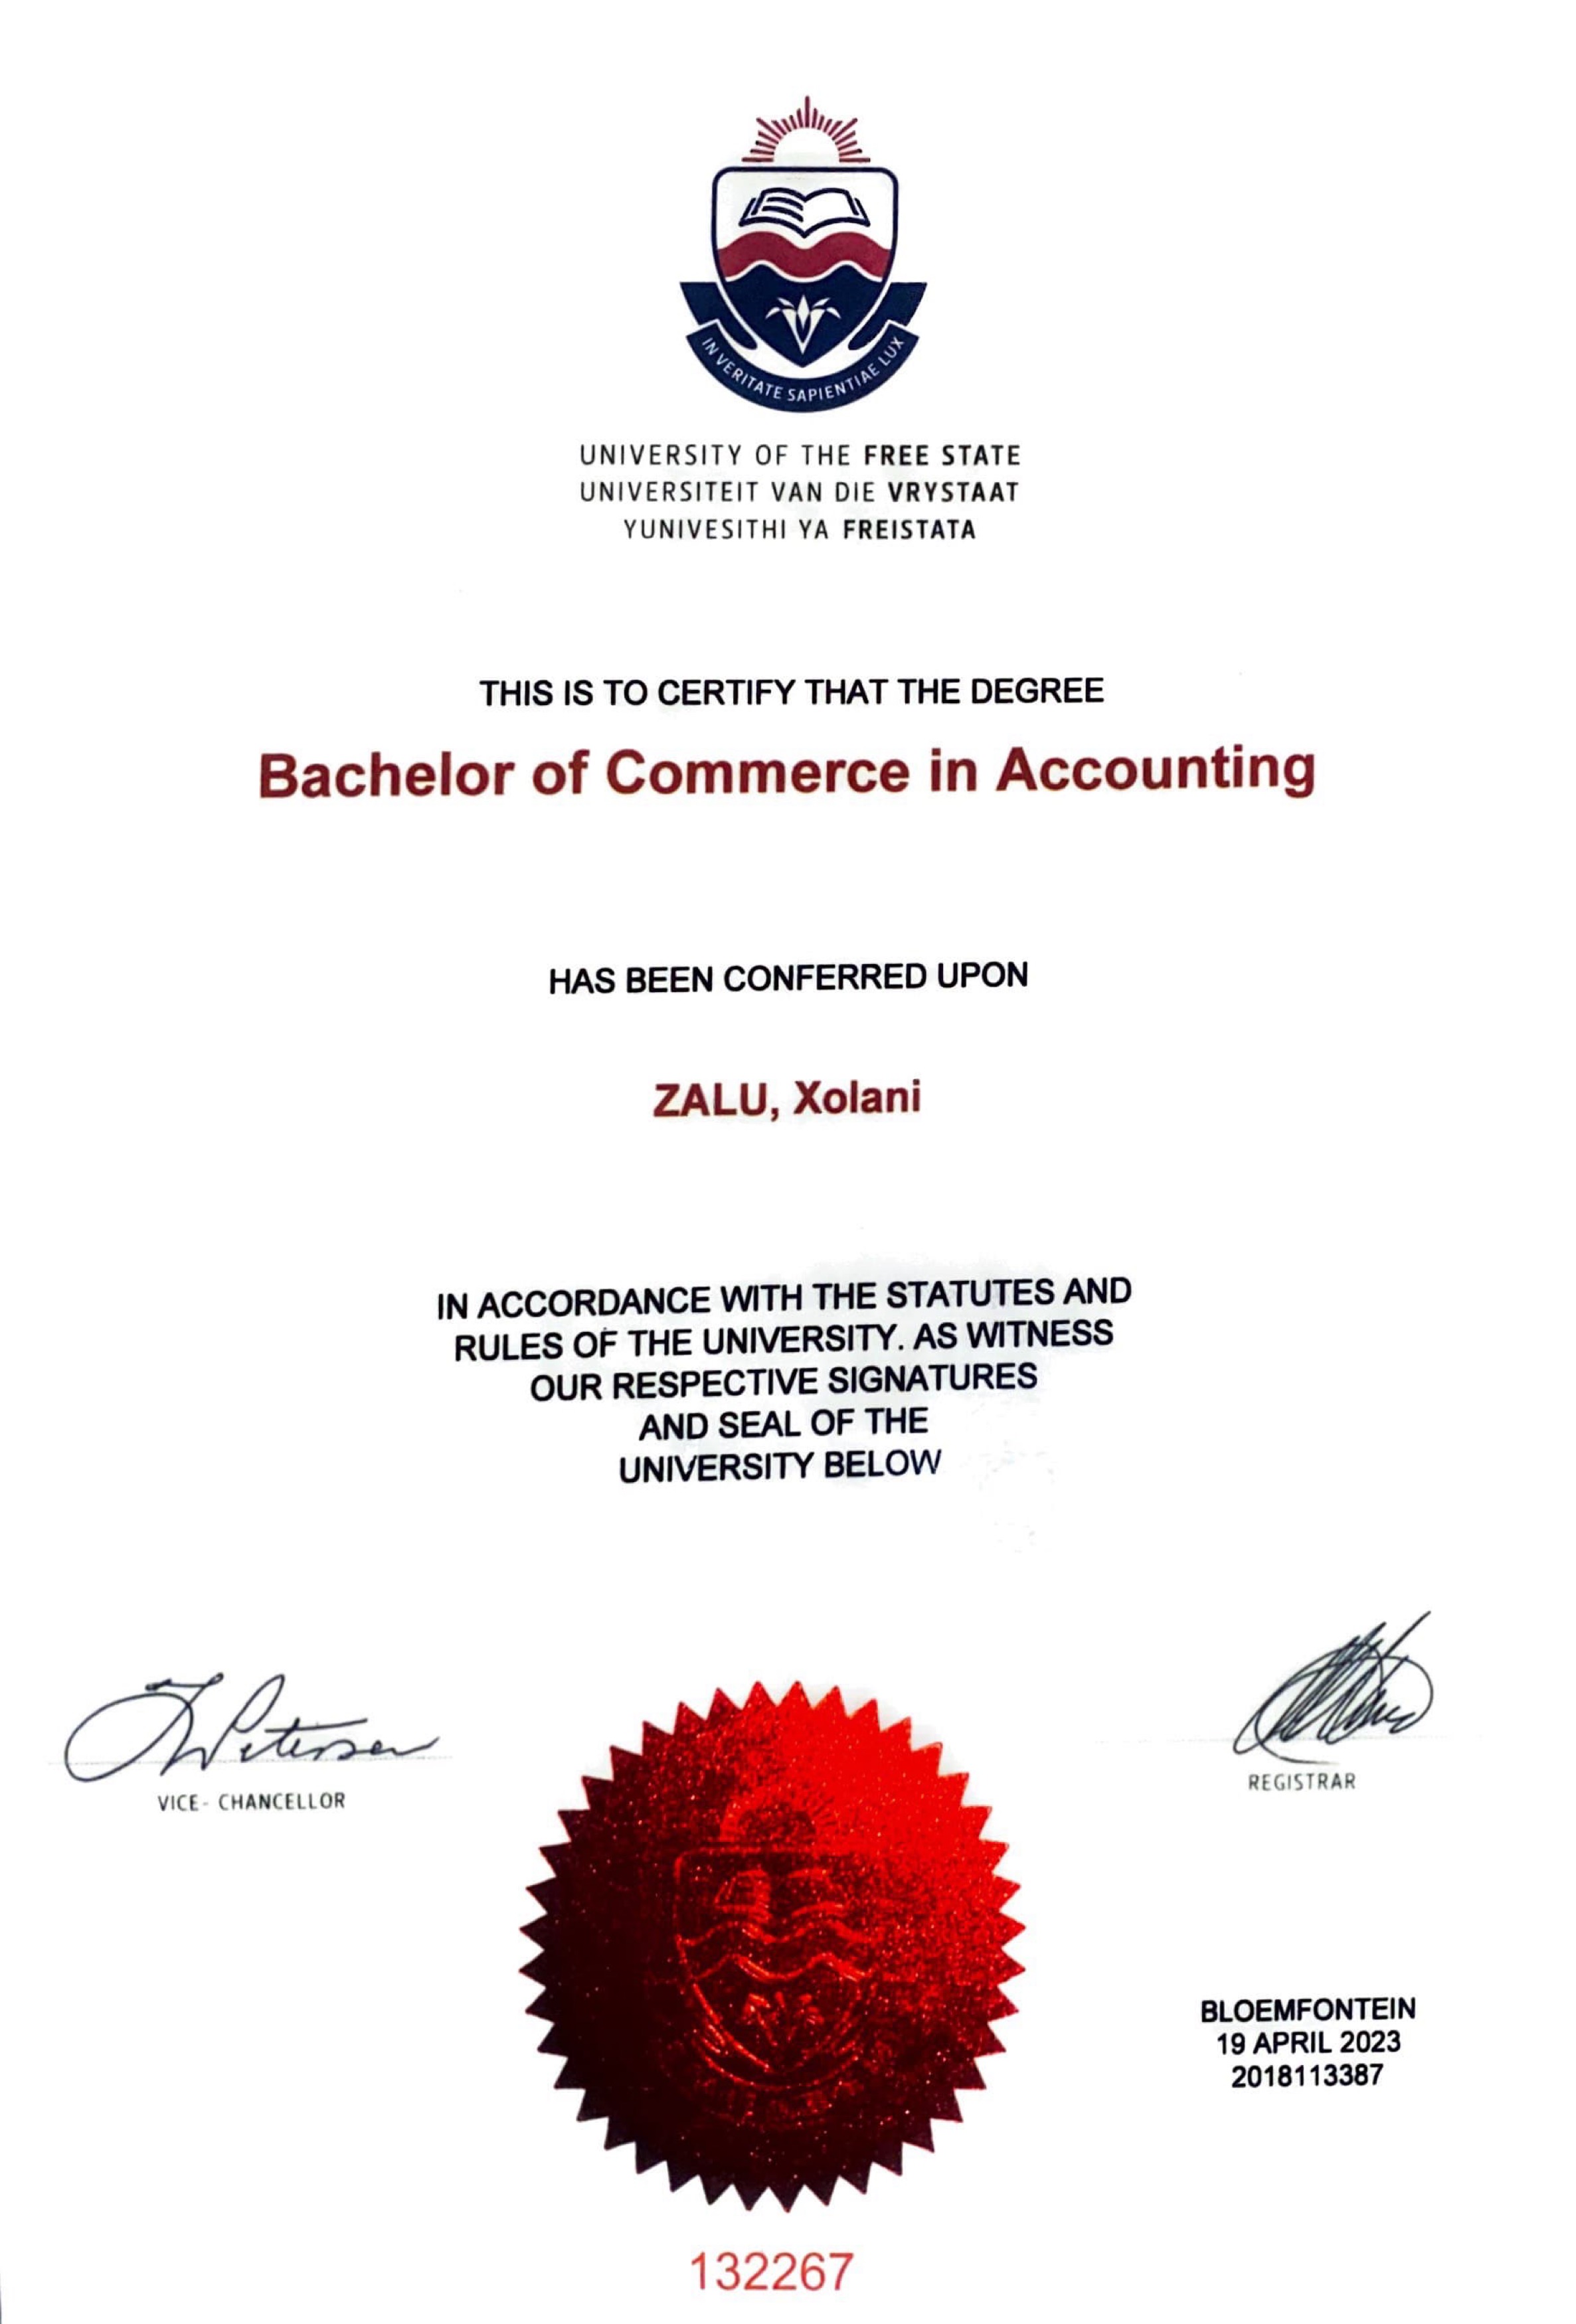 IN VERITATE SAPIENTIAE LUX
UNIVERSITY OF THE FREE STATE
UNIVERSITEIT VAN DIE VRYSTAAT
YUNIVESITHI YA FREISTATA
THIS IS TO CERTIFY THAT THE DEGREE
Bachelor of Commerce in Accounting
HAS BEEN CONFERRED UPON
ZALU, Xolani
IN ACCORDANCE WITH THE STATUTES AND
RULES OF THE UNIVERSITY. AS WITNESS
OUR RESPECTIVE SIGNATURES
AND SEAL OF THE
UNIVERSITY BELOW
VICE- CHANCELLOR
REGISTRAR
BLOEMFONTEIN
19 APRIL 2023
2018113387
132267